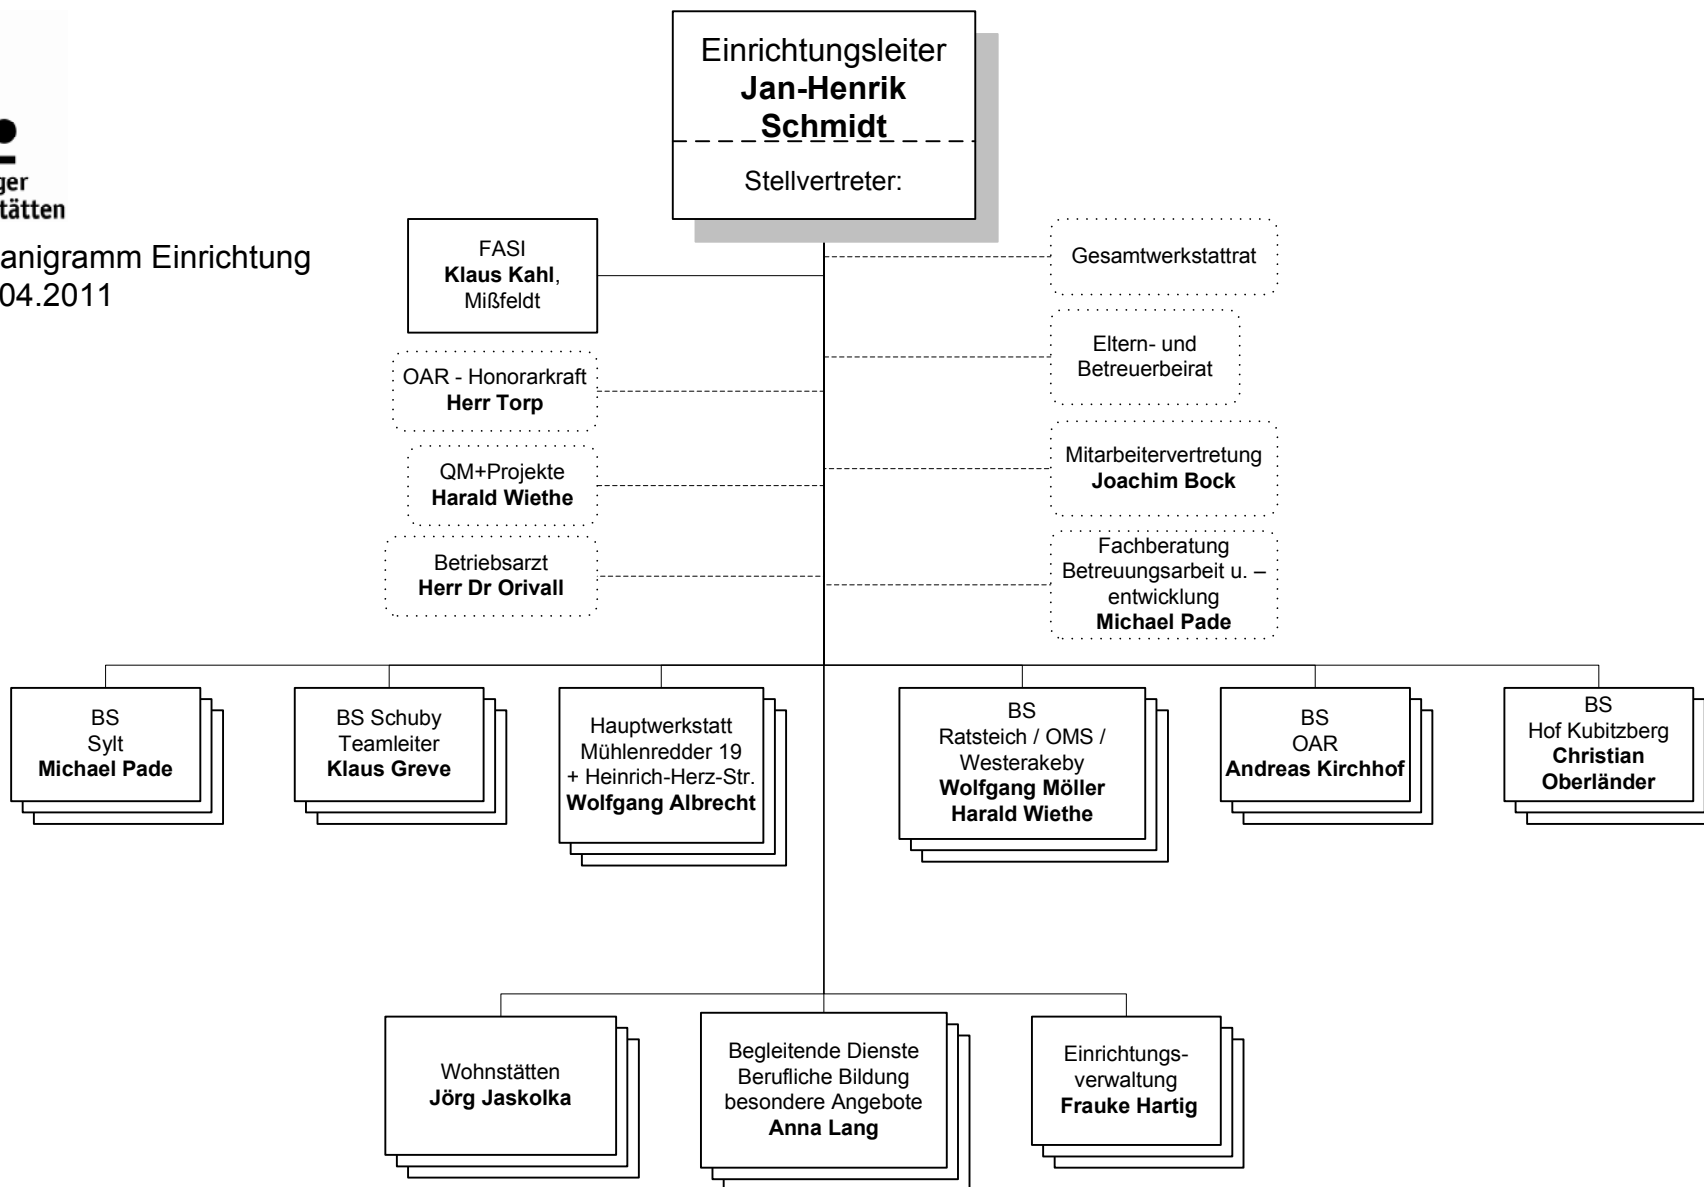 Einrichtungsleiter
Jan-Henrik
Schmidt
Stellvertreter:
ger
tätten
anigramm Einrichtung
04.2011
FASI
Klaus Kahl,
Mißfeldt
Gesamtwerkstattrat
Eltern- und
Betreuerbeirat
OAR - Honorarkraft
Herr Torp
Mitarbeitervertretung
Joachim Bock
QM+Projekte
Harald Wiethe
Fachberatung
Betreuungsarbeit u. –
entwicklung
Michael Pade
Betriebsarzt
Herr Dr Orivall
BS
Sylt
Michael Pade
BS Schuby
Teamleiter
Klaus Greve
Hauptwerkstatt
Mühlenredder 19
+ Heinrich-Herz-Str.
Wolfgang Albrecht
BS
Ratsteich / OMS /
Westerakeby
Wolfgang Möller
Harald Wiethe
BS
OAR
Andreas Kirchhof
BS
Hof Kubitzberg
Christian
Oberländer
Wohnstätten
Jörg Jaskolka
Begleitende Dienste
Berufliche Bildung
besondere Angebote
Anna Lang
Einrichtungs-
verwaltung
Frauke Hartig